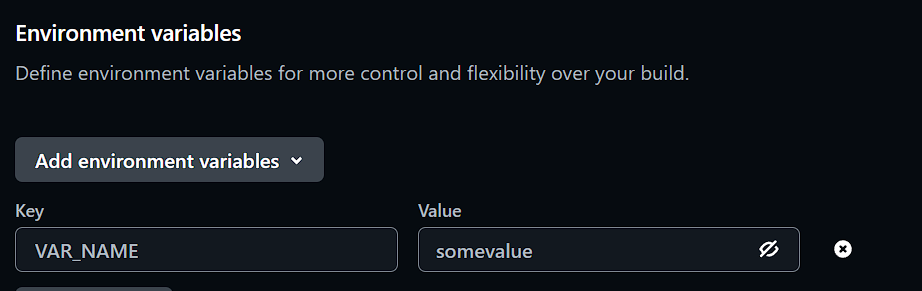 Environment variables
Define environment variables for more control and flexibility over your build.
Add environment variables
Key Value
VAR_NAME somevalue